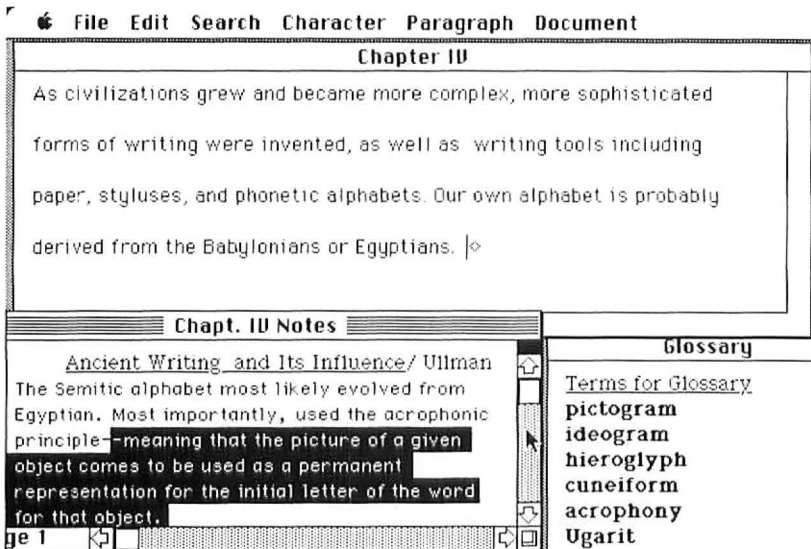 File Edit Search Character Paragraph Document
Chapter IV
As civilizations grew and became more complex, more sophisticated
forms of writing were invented, as well as writing tools including
paper, styluses, and phonetic alphabets. Our own alphabet is probably
derived from the Babylonians or Egyptians.
Chapt. IV Notes
Ancient Writing and Its Influence/ Ullman
The Semitic alphabet most likely evolved from
Egyptian. Most importantly, used the acrophonic
principle--meaning that the picture of a given
object comes to be used as a permanent
representation for the initial letter of the word
for that object.
ge 1
Glossary
Terms for Glossary
pictogram
ideogram
hieroglyph
cuneiform
acrophony
Ugarit